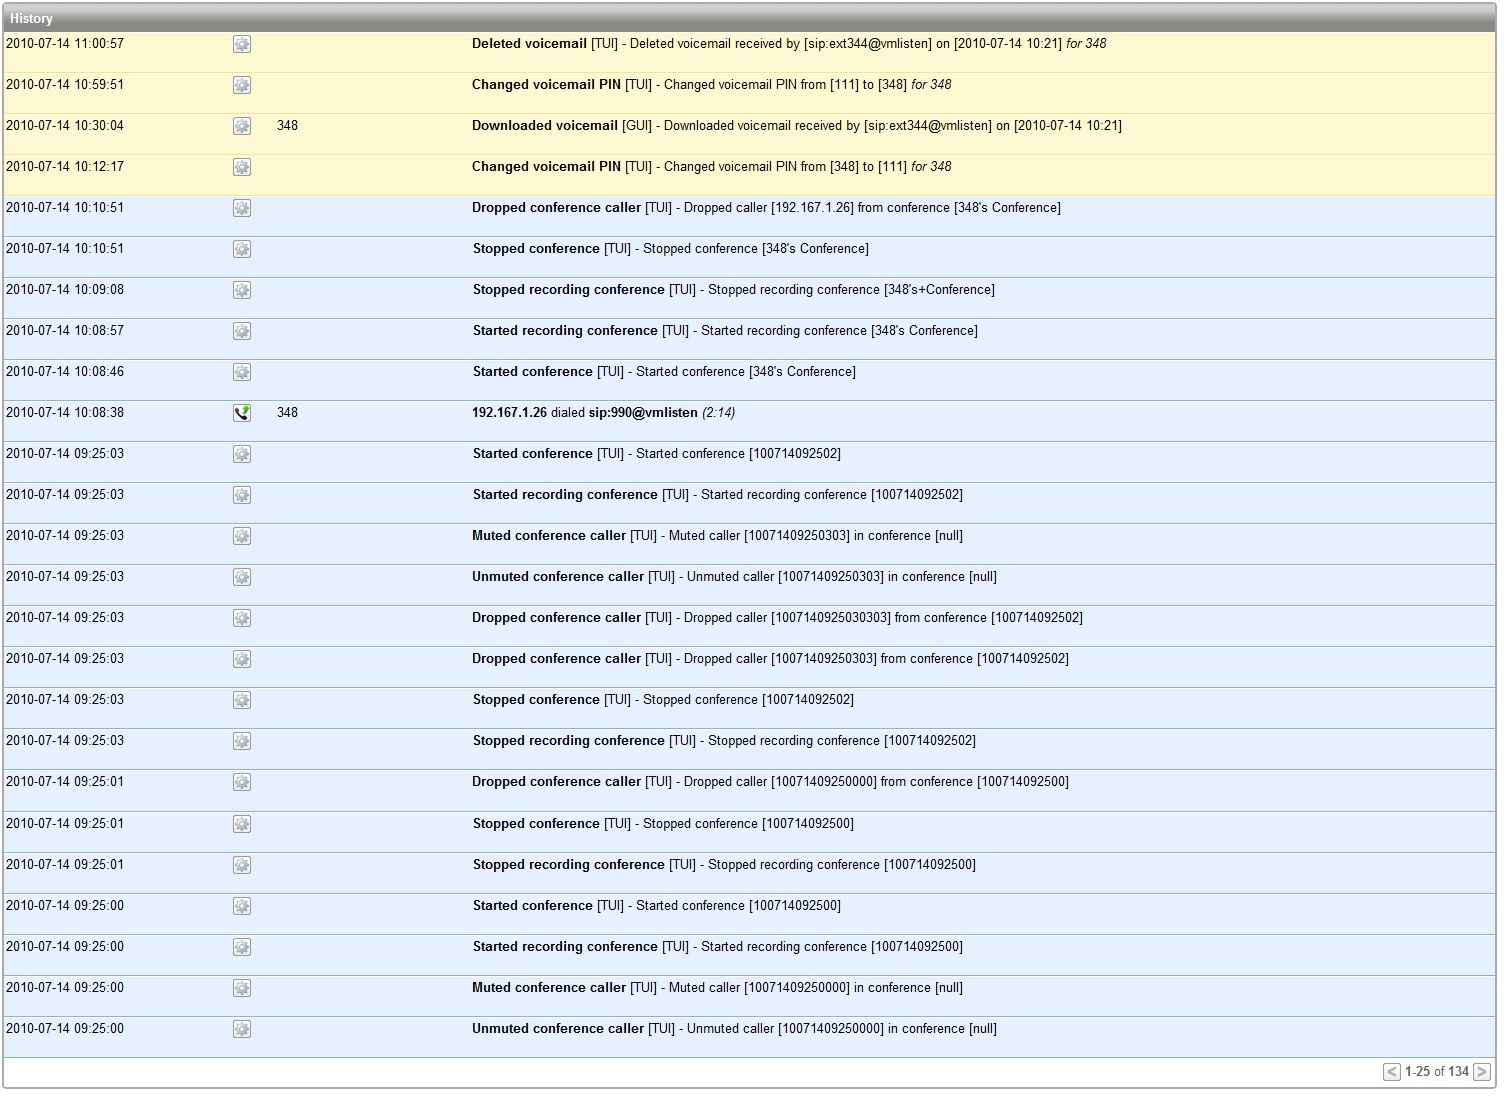 History
2010-07-14 11:00:57 Deleted voicemail [TUI] - Deleted voicemail received by [sip:ext344@vmlisten] on [2010-07-14 10:21] for 348
2010-07-14 10:59:51 Changed voicemail PIN [TUI] - Changed voicemail PIN from [111] to [348] for 348
2010-07-14 10:30:04 348 Downloaded voicemail [GUI] - Downloaded voicemail received by [sip:ext344@vmlisten] on [2010-07-14 10:21]
2010-07-14 10:12:17 Changed voicemail PIN [TUI] - Changed voicemail PIN from [348] to [111] for 348
2010-07-14 10:10:51 Dropped conference caller [TUI] - Dropped caller [192.167.1.26] from conference [348's Conference]
2010-07-14 10:10:51 Stopped conference [TUI] - Stopped conference [348's Conference]
2010-07-14 10:09:08 Stopped recording conference [TUI] - Stopped recording conference [348's+Conference]
2010-07-14 10:08:57 Started recording conference [TUI] - Started recording conference [348's Conference]
2010-07-14 10:08:46 Started conference [TUI] - Started conference [348's Conference]
2010-07-14 10:08:38 348 192.167.1.26 dialed sip:990@vmlisten (2:14)
2010-07-14 09:25:03 Started conference [TUI] - Started conference [100714092502]
2010-07-14 09:25:03 Started recording conference [TUI] - Started recording conference [100714092502]
2010-07-14 09:25:03 Muted conference caller [TUI] - Muted caller [10071409250303] in conference [null]
2010-07-14 09:25:03 Unmuted conference caller [TUI] - Unmuted caller [10071409250303] in conference [null]
2010-07-14 09:25:03 Dropped conference caller [TUI] - Dropped caller [1007140925030303] from conference [100714092502]
2010-07-14 09:25:03 Dropped conference caller [TUI] - Dropped caller [10071409250303] from conference [100714092502]
2010-07-14 09:25:03 Stopped conference [TUI] - Stopped conference [100714092502]
2010-07-14 09:25:03 Stopped recording conference [TUI] - Stopped recording conference [100714092502]
2010-07-14 09:25:01 Dropped conference caller [TUI] - Dropped caller [10071409250000] from conference [100714092500]
2010-07-14 09:25:01 Stopped conference [TUI] - Stopped conference [100714092500]
2010-07-14 09:25:01 Stopped recording conference [TUI] - Stopped recording conference [100714092500]
2010-07-14 09:25:00 Started conference [TUI] - Started conference [100714092500]
2010-07-14 09:25:00 Started recording conference [TUI] - Started recording conference [100714092500]
2010-07-14 09:25:00 Muted conference caller [TUI] - Muted caller [10071409250000] in conference [null]
2010-07-14 09:25:00 Unmuted conference caller [TUI] - Unmuted caller [10071409250000] in conference [null]
< 1-25 of 134 >